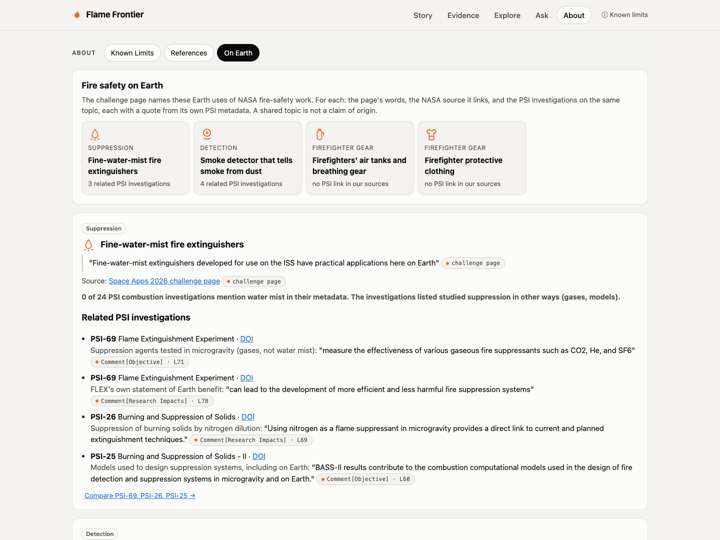 Flame Frontier
Story Evidence Explore Ask About ⓘ Known limits
ABOUT Known Limits References On Earth
Fire safety on Earth
The challenge page names these Earth uses of NASA fire-safety work. For each: the page's words, the NASA source it links, and the PSI investigations on the same
topic, each with a quote from its own PSI metadata. A shared topic is not a claim of origin.
SUPPRESSION
Fine-water-mist fire
extinguishers
3 related PSI investigations
DETECTION
Smoke detector that tells
smoke from dust
4 related PSI investigations
FIREFIGHTER GEAR
Firefighters' air tanks and
breathing gear
no PSI link in our sources
FIREFIGHTER GEAR
Firefighter protective
clothing
no PSI link in our sources
Suppression
Fine-water-mist fire extinguishers
"Fine-water-mist extinguishers developed for use on the ISS have practical applications here on Earth" challenge page
Source: Space Apps 2026 challenge page challenge page
0 of 24 PSI combustion investigations mention water mist in their metadata. The investigations listed studied suppression in other ways (gases, models).
Related PSI investigations
• PSI-69 Flame Extinguishment Experiment · DOI
Suppression agents tested in microgravity (gases, not water mist): "measure the effectiveness of various gaseous fire suppressants such as CO2, He, and SF6"
Comment[Objective] · L71
• PSI-69 Flame Extinguishment Experiment · DOI
FLEX's own statement of Earth benefit: "can lead to the development of more efficient and less harmful fire suppression systems"
Comment[Research Impacts] · L78
• PSI-26 Burning and Suppression of Solids · DOI
Suppression of burning solids by nitrogen dilution: "Using nitrogen as a flame suppressant in microgravity provides a direct link to current and planned
extinguishment techniques." Comment[Research Impacts] · L69
• PSI-25 Burning and Suppression of Solids - II · DOI
Models used to design suppression systems, including on Earth: "BASS-II results contribute to the combustion computational models used in the design of fire
detection and suppression systems in microgravity and on Earth." Comment[Objective] · L60
Compare PSI-69, PSI-26, PSI-25 →
Detection